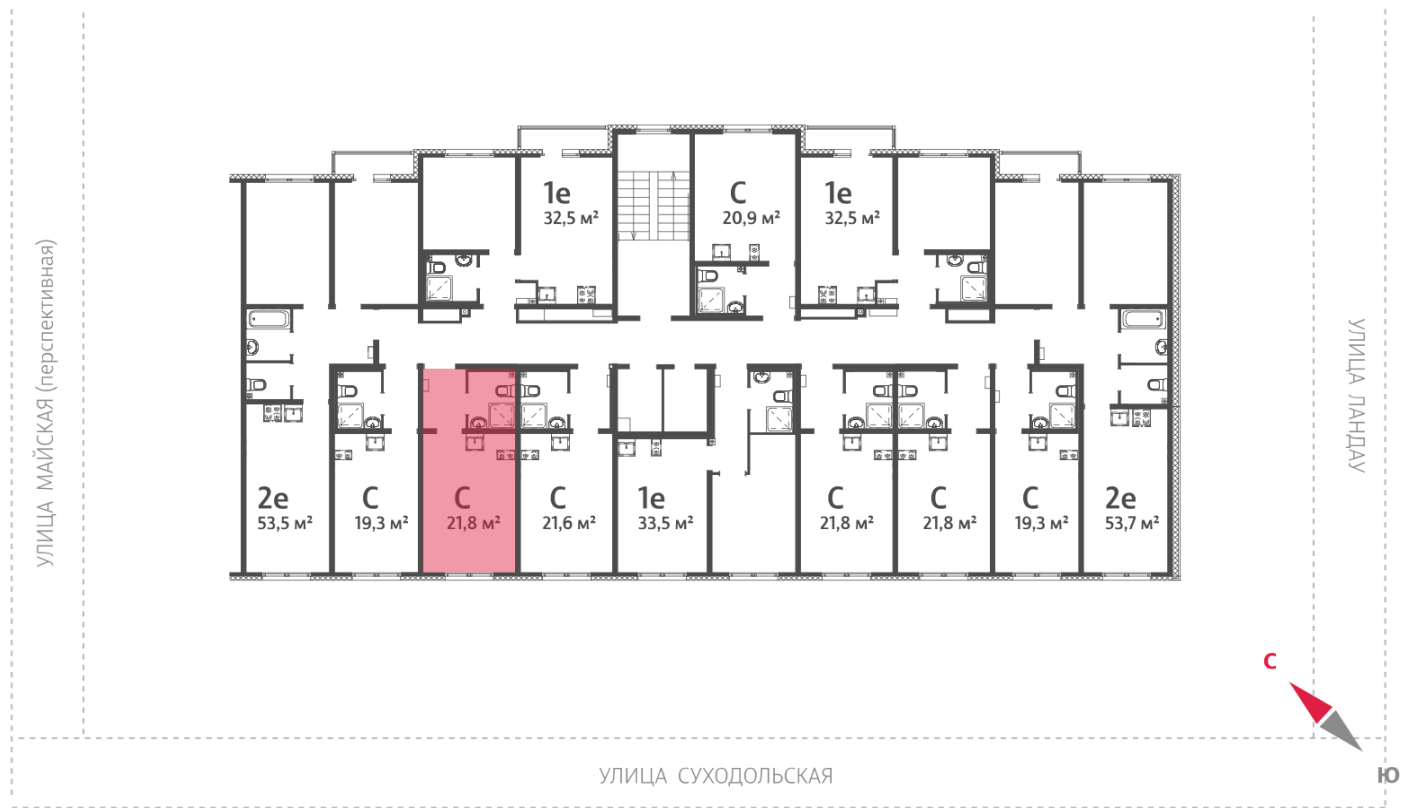 УЛИЦА МАЙСКАЯ (перспективная)
1е
32,5 м²
С
20,9 м²
1е
32,5 м²
2е
53,5 м²
С
19,3 м²
С
21,8 м²
С
21,6 м²
1е
33,5 м²
С
21,8 м²
С
21,8 м²
С
19,3 м²
2е
53,7 м²
УЛИЦА ЛАНДАУ
С
Ю
УЛИЦА СУХОДОЛЬСКАЯ